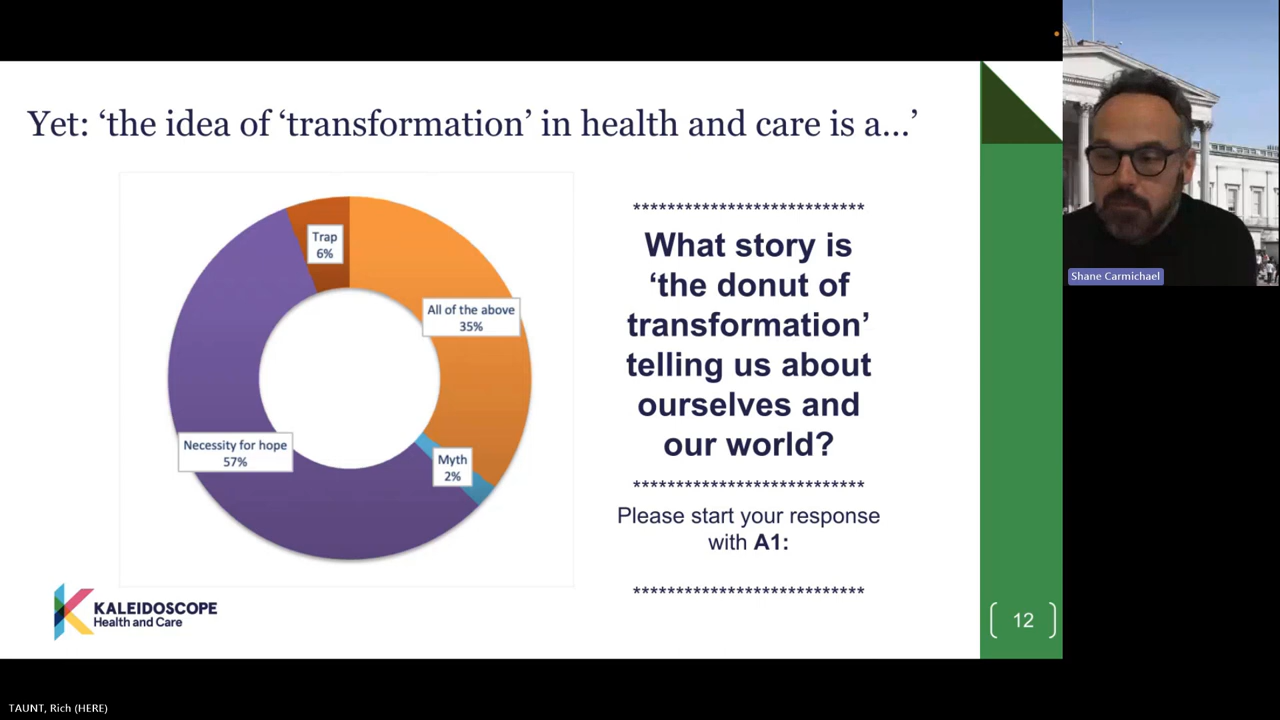 Yet: ‘the idea of ‘transformation’ in health and care is a...’
Trap
6%
All of the above
35%
Necessity for hope
57%
Myth
2%
***************************
What story is
‘the donut of
transformation’
telling us about
ourselves and
our world?
***************************
Please start your response
with A1:
***************************
KALEIDOSCOPE
Health and Care
12
Shane Carmichael
TAUNT, Rich (HERE)